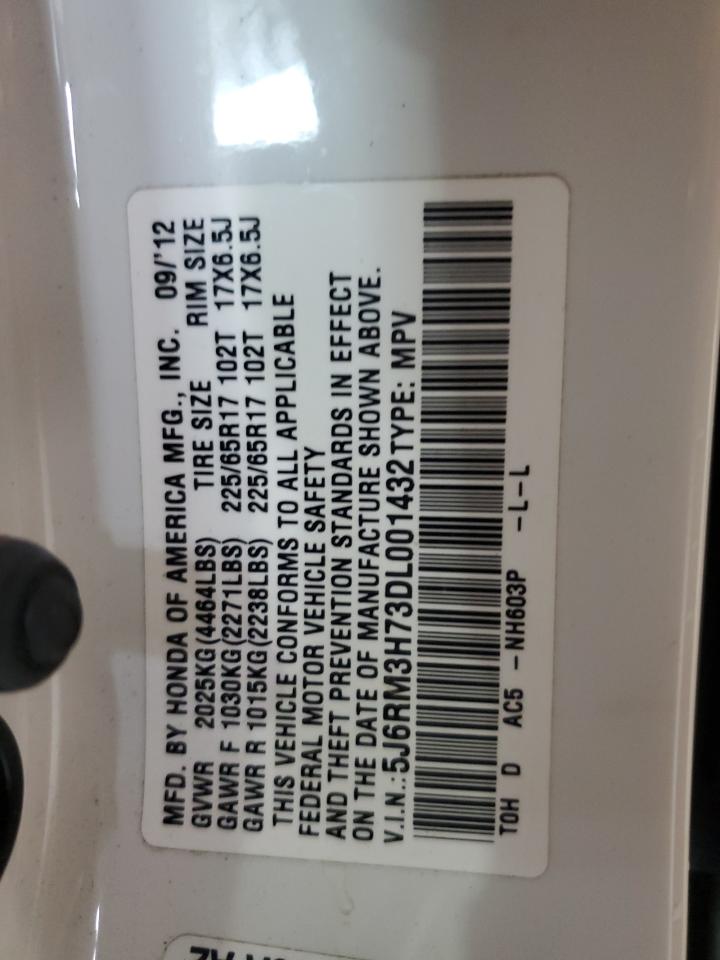 MFD. BY HONDA OF AMERICA MFG., INC. 09/'12
GVWR 2025KG(4464LBS) TIRE SIZE RIM SIZE
GAWR F 1030KG(2271LBS) 225/65R17 102T 17X6.5J
GAWR R 1015KG(2238LBS) 225/65R17 102T 17X6.5J
THIS VEHICLE CONFORMS TO ALL APPLICABLE
FEDERAL MOTOR VEHICLE SAFETY
AND THEFT PREVENTION STANDARDS IN EFFECT
ON THE DATE OF MANUFACTURE SHOWN ABOVE.
V.I.N.:5J6RM3H73DL001432TYPE: MPV
TOH D AC5 -NH603P -L-L